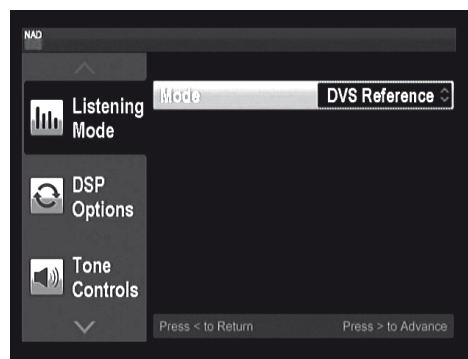 NAD
Listening
Mode
Mode
DVS Reference
DSP
Options
Tone
Controls
Press < to Return
Press > to Advance